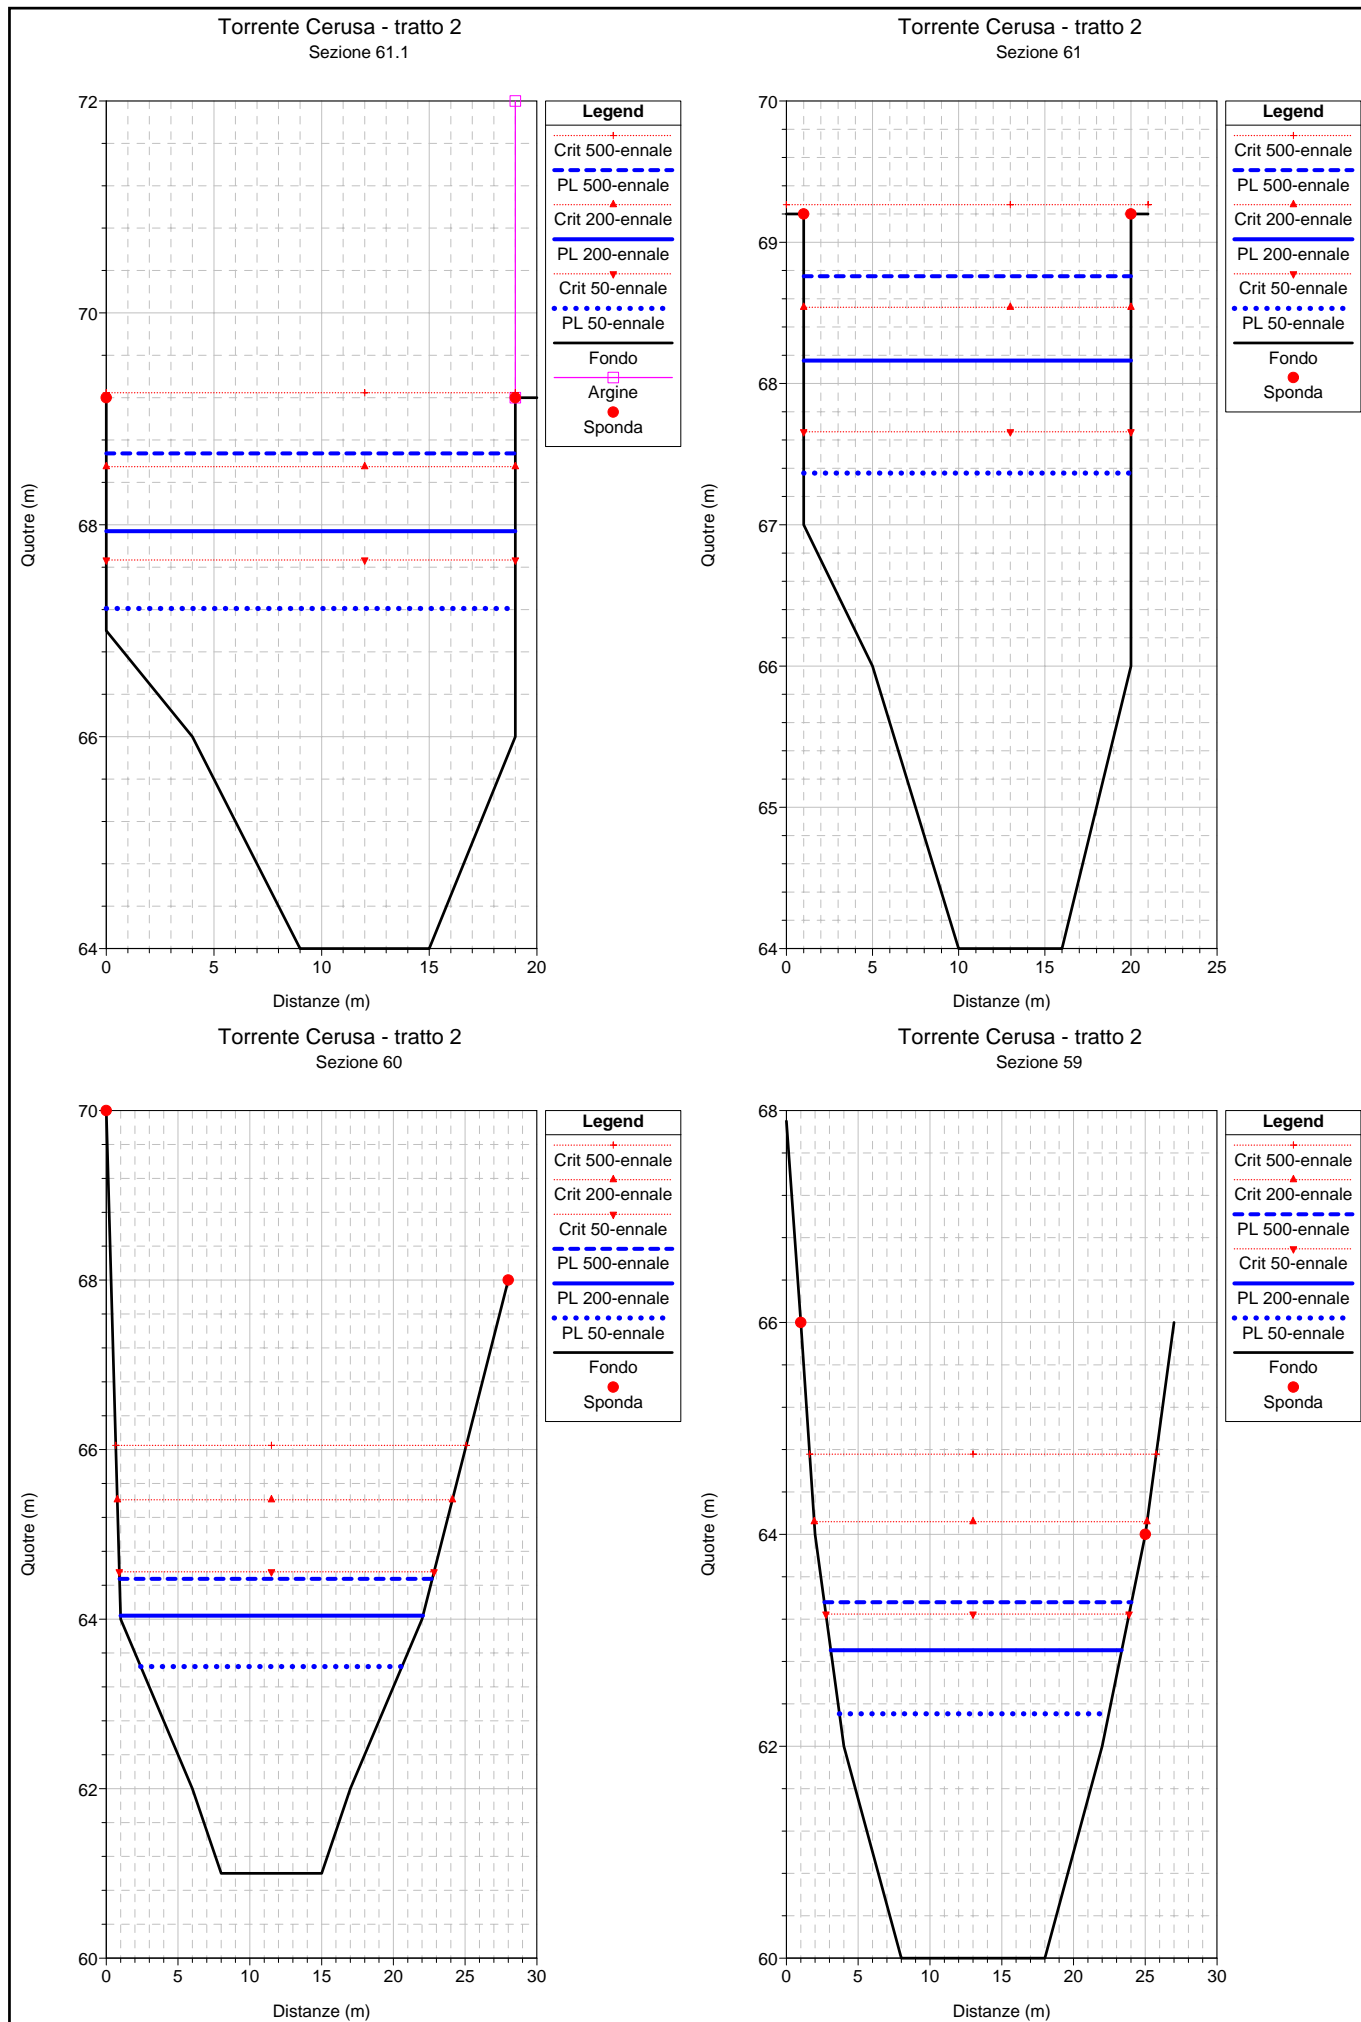 Torrente Cerusa - tratto 2
Sezione 61.1
72
70
68
66
64
0 5 10 15 20
Quotre (m)
Distanze (m)
Legend
Crit 500-ennale
PL 500-ennale
Crit 200-ennale
PL 200-ennale
Crit 50-ennale
PL 50-ennale
Fondo
Argine
Sponda
Torrente Cerusa - tratto 2
Sezione 61
70
69
68
67
66
65
64
0 5 10 15 20 25
Quotre (m)
Distanze (m)
Legend
Crit 500-ennale
PL 500-ennale
Crit 200-ennale
PL 200-ennale
Crit 50-ennale
PL 50-ennale
Fondo
Sponda
Torrente Cerusa - tratto 2
Sezione 60
70
68
66
64
62
60
0 5 10 15 20 25 30
Quotre (m)
Distanze (m)
Legend
Crit 500-ennale
Crit 200-ennale
Crit 50-ennale
PL 500-ennale
PL 200-ennale
PL 50-ennale
Fondo
Sponda
Torrente Cerusa - tratto 2
Sezione 59
68
66
64
62
60
0 5 10 15 20 25 30
Quotre (m)
Distanze (m)
Legend
Crit 500-ennale
Crit 200-ennale
PL 500-ennale
Crit 50-ennale
PL 200-ennale
PL 50-ennale
Fondo
Sponda